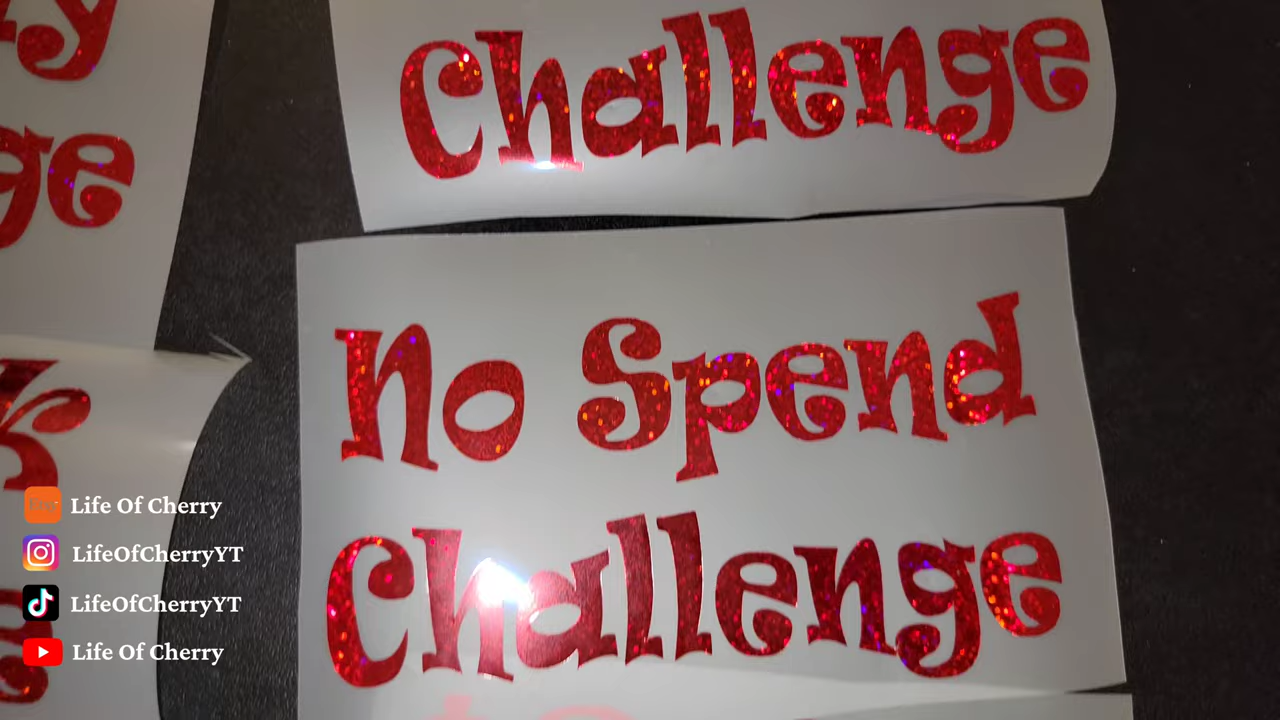 Challenge
No Spend
Challenge
Life Of Cherry
LifeOfCherryYT
LifeOfCherryYT
Life Of Cherry